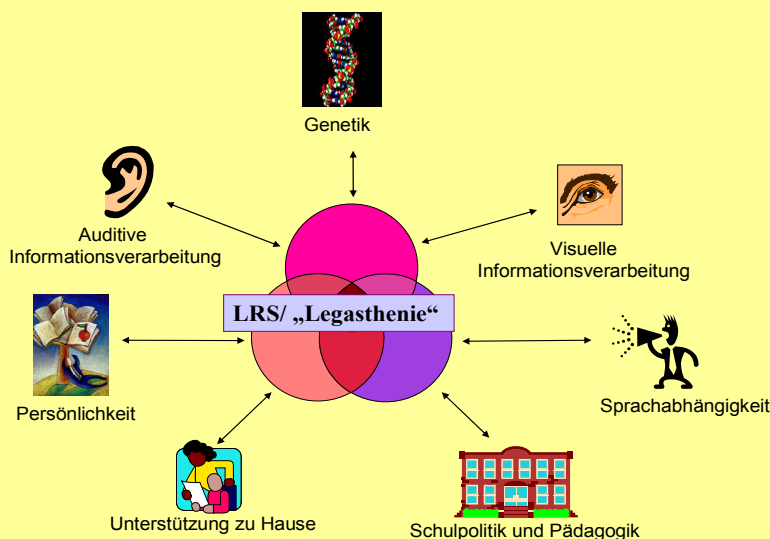 Genetik
Auditive
Informationsverarbeitung
Visuelle
Informationsverarbeitung
LRS/ „Legasthenie“
Persönlichkeit
Sprachabhängigkeit
Unterstützung zu Hause
Schulpolitik und Pädagogik